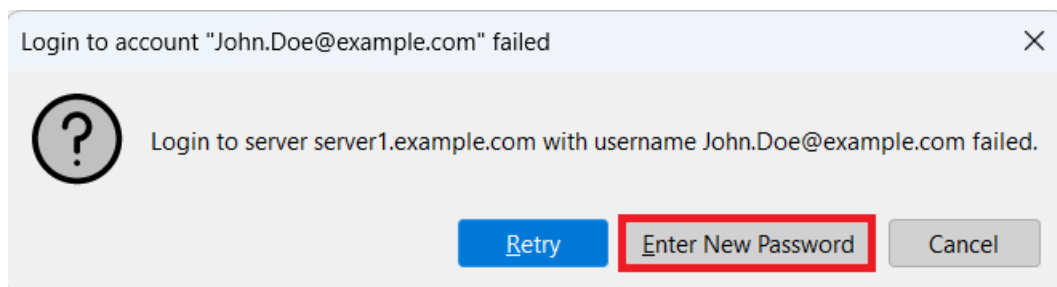 Login to account "John.Doe@example.com" failed
Login to server server1.example.com with username John.Doe@example.com failed.
Retry Enter New Password Cancel